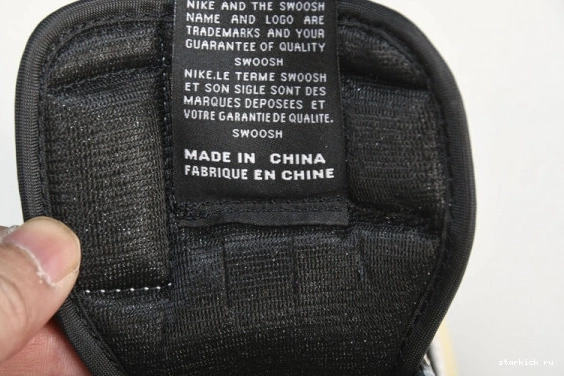 NIKE AND THE SWOOSH
NAME AND LOGO ARE
TRADEMARKS AND YOUR
GUARANTEE OF QUALITY
SWOOSH
NIKE.LE TERME SWOOSH
ET SON SIGLE SONT DES
MARQUES DEPOSEES ET
VOTRE GARANTIE DE QUALITE.
SWOOSH
MADE IN CHINA
FABRIQUE EN CHINE
starkick ru